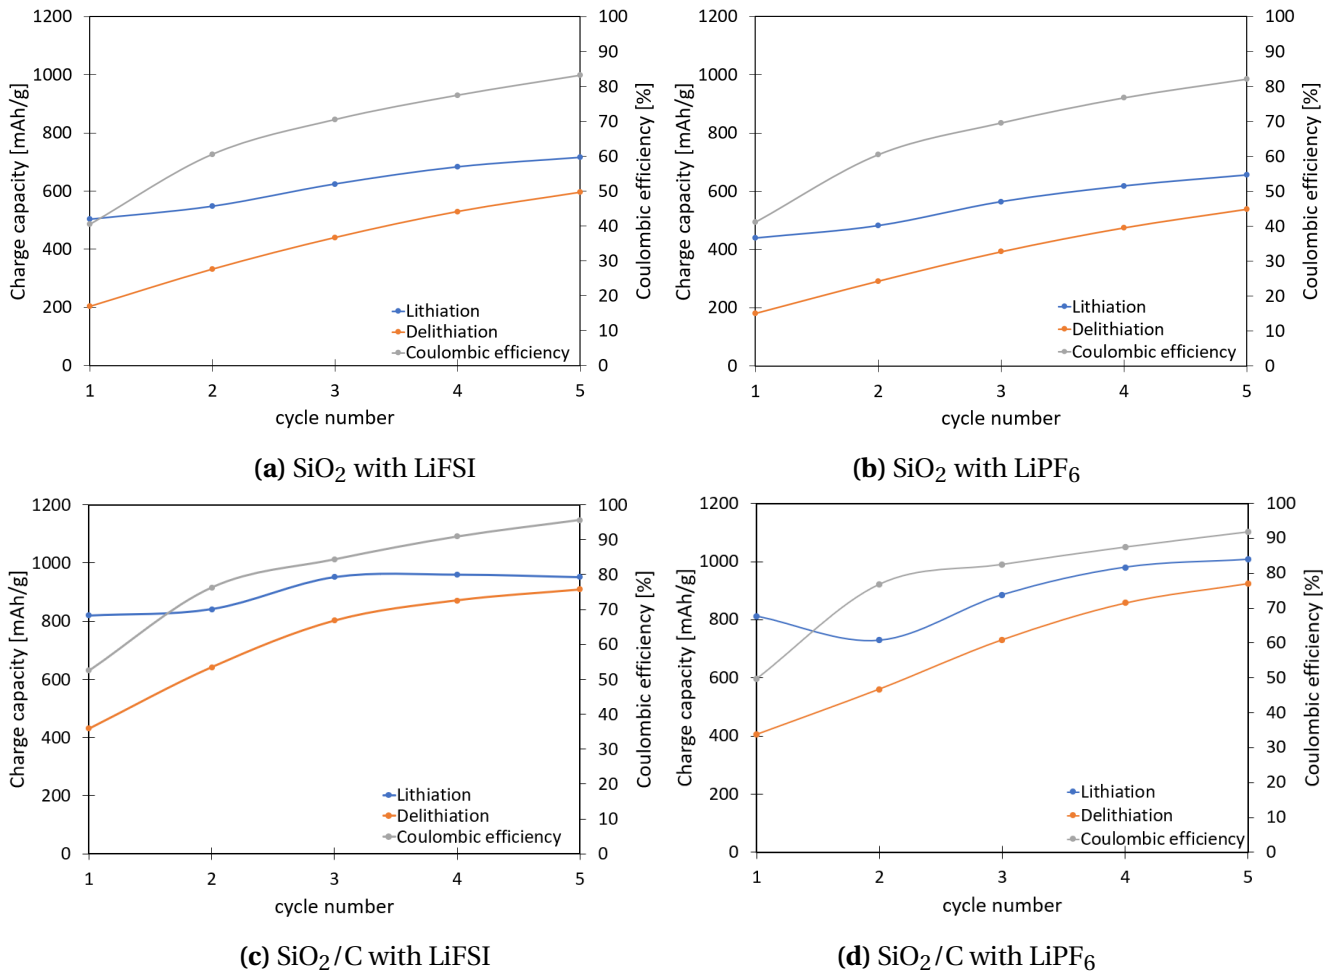 1200
1000
800
600
400
200
0
Charge capacity [mAh/g]
100
90
80
70
60
50
40
30
20
10
0
Coulombic efficiency [%]
Lithiation
Delithiation
Coulombic efficiency
1 2 3 4 5
cycle number
(a) SiO₂ with LiFSI
1200
1000
800
600
400
200
0
Charge capacity [mAh/g]
100
90
80
70
60
50
40
30
20
10
0
Coulombic efficiency [%]
Lithiation
Delithiation
Coulombic efficiency
1 2 3 4 5
cycle number
(b) SiO₂ with LiPF₆
1200
1000
800
600
400
200
0
Charge capacity [mAh/g]
100
90
80
70
60
50
40
30
20
10
0
Coulombic efficiency [%]
Lithiation
Delithiation
Coulombic efficiency
1 2 3 4 5
cycle number
(c) SiO₂/C with LiFSI
1200
1000
800
600
400
200
0
Charge capacity [mAh/g]
100
90
80
70
60
50
40
30
20
10
0
Coulombic efficiency [%]
Lithiation
Delithiation
Coulombic efficiency
1 2 3 4 5
cycle number
(d) SiO₂/C with LiPF₆